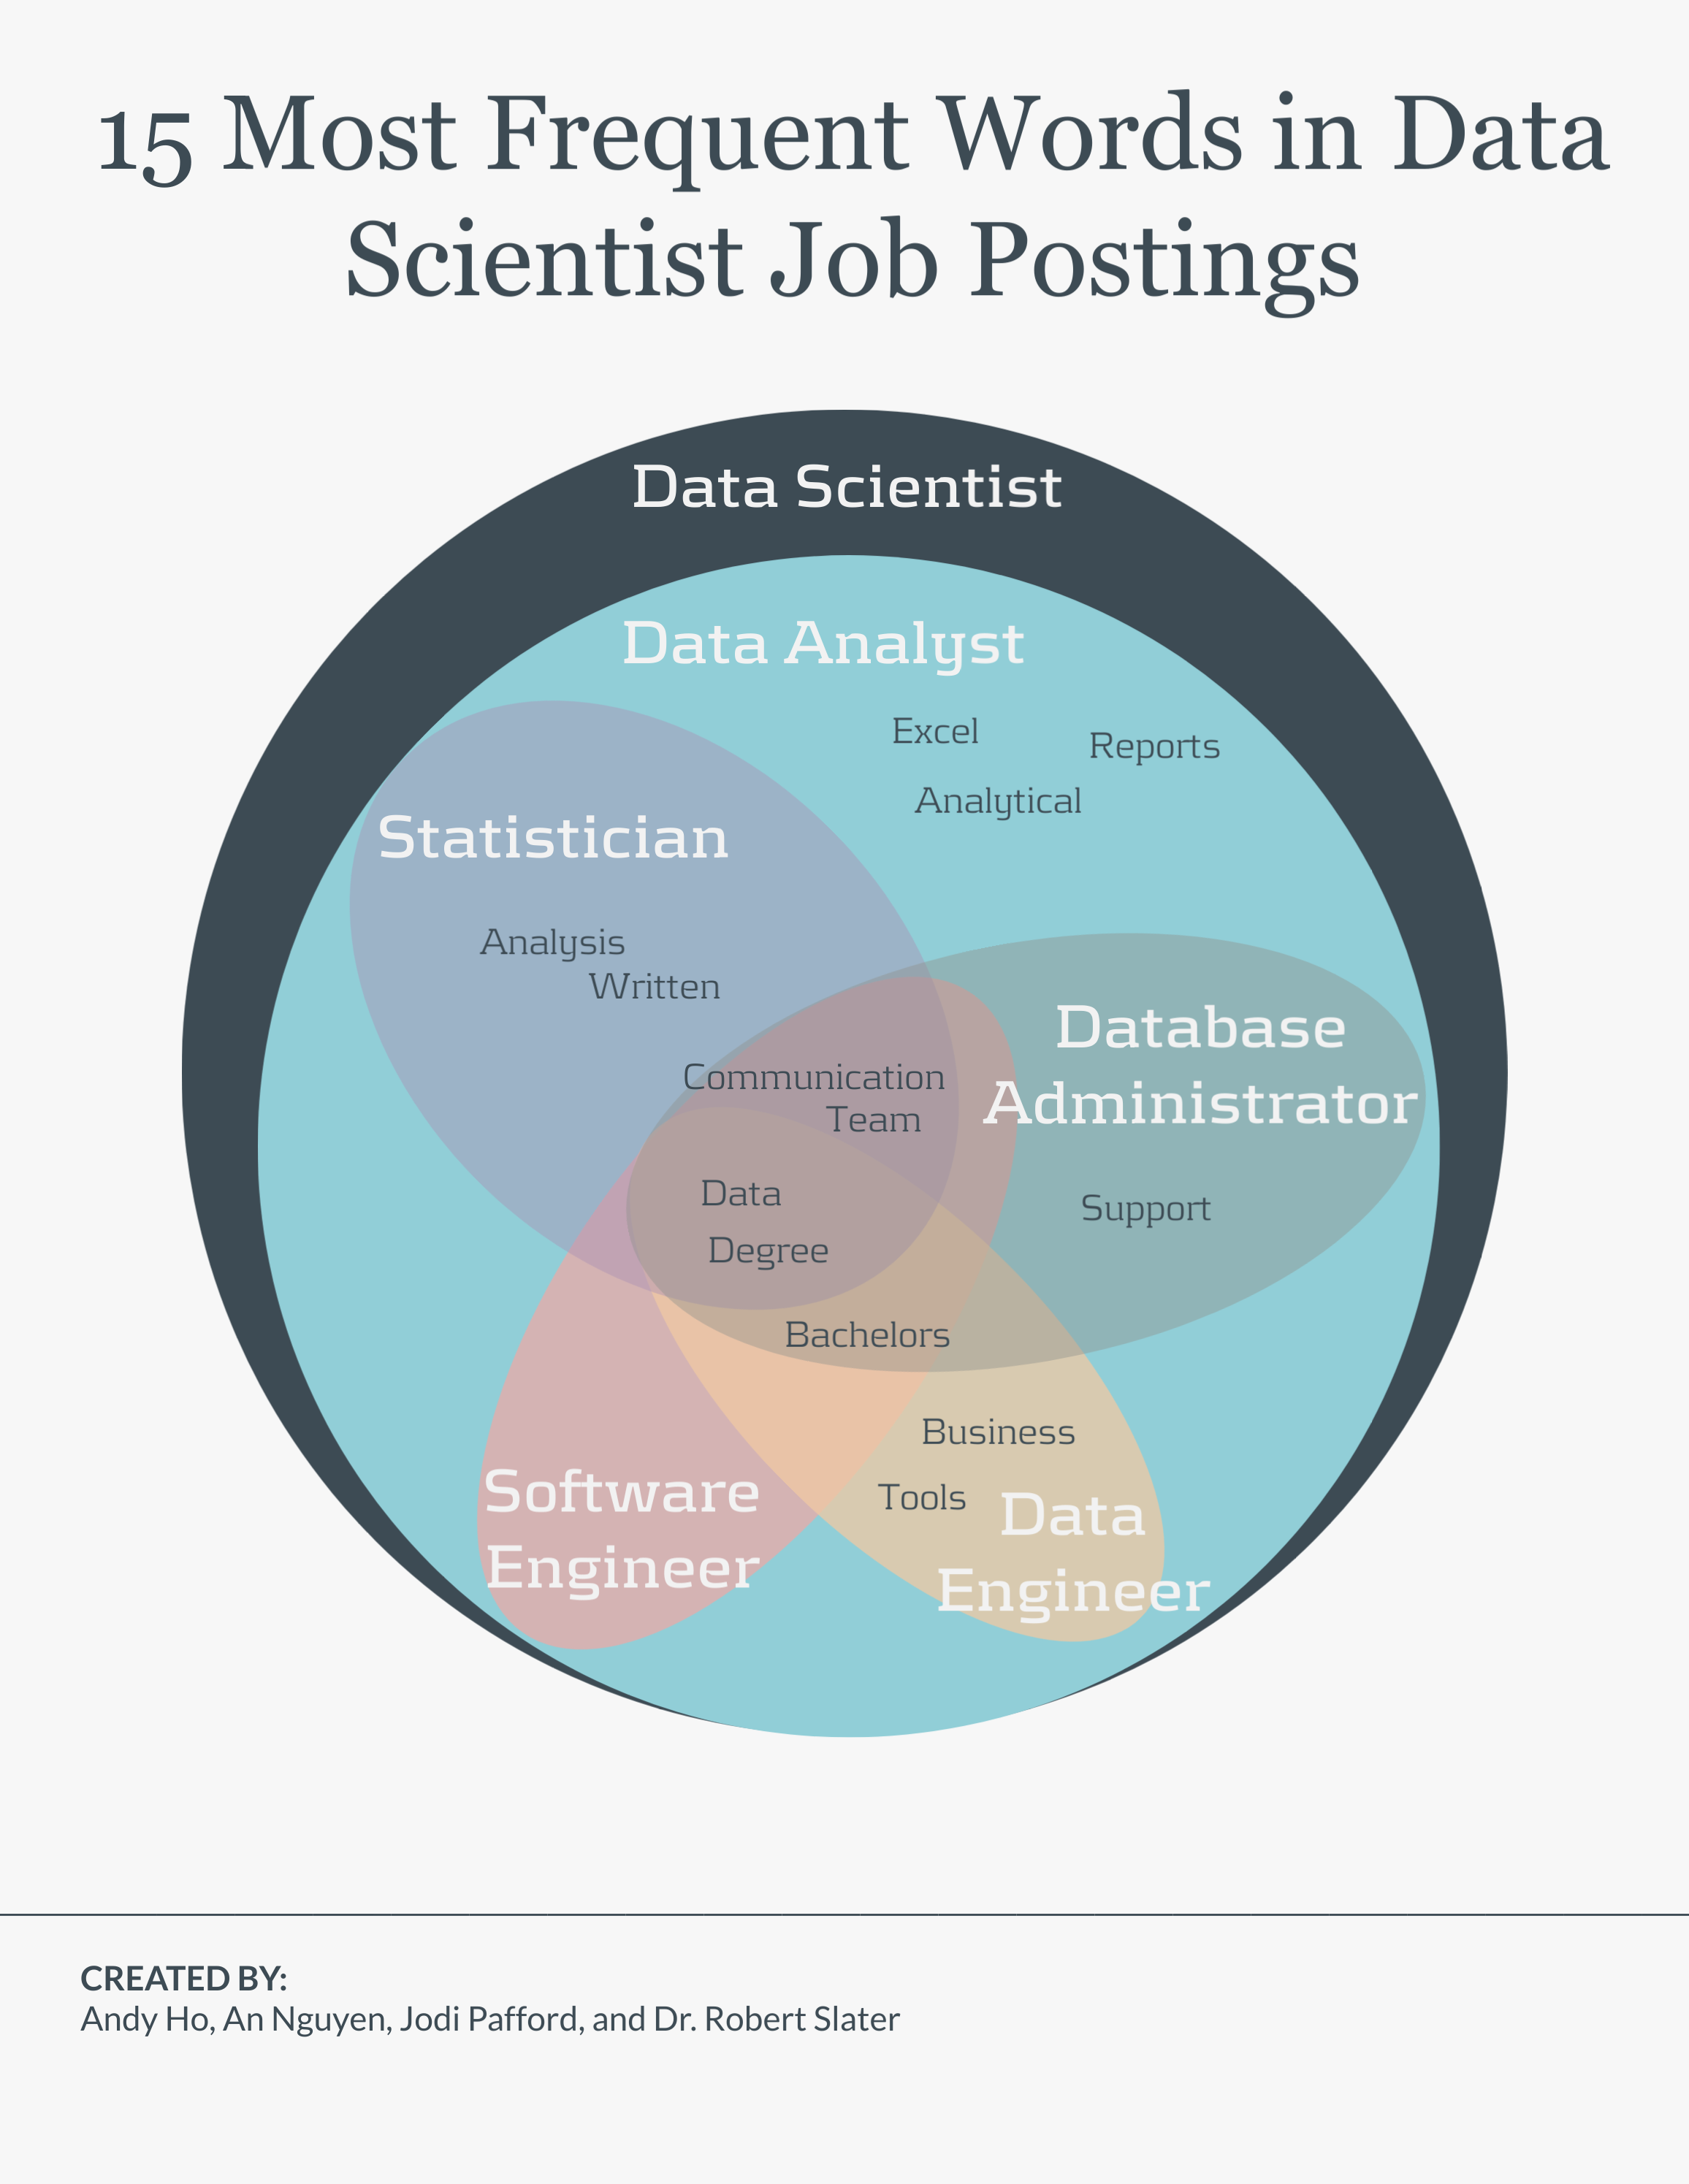 15 Most Frequent Words in Data
Scientist Job Postings
Data Scientist
Data Analyst
Excel
Reports
Analytical
Statistician
Analysis
Written
Database
Administrator
Communication
Team
Data
Support
Degree
Bachelors
Business
Tools
Software
Engineer
Data
Engineer
CREATED BY:
Andy Ho, An Nguyen, Jodi Pafford, and Dr. Robert Slater